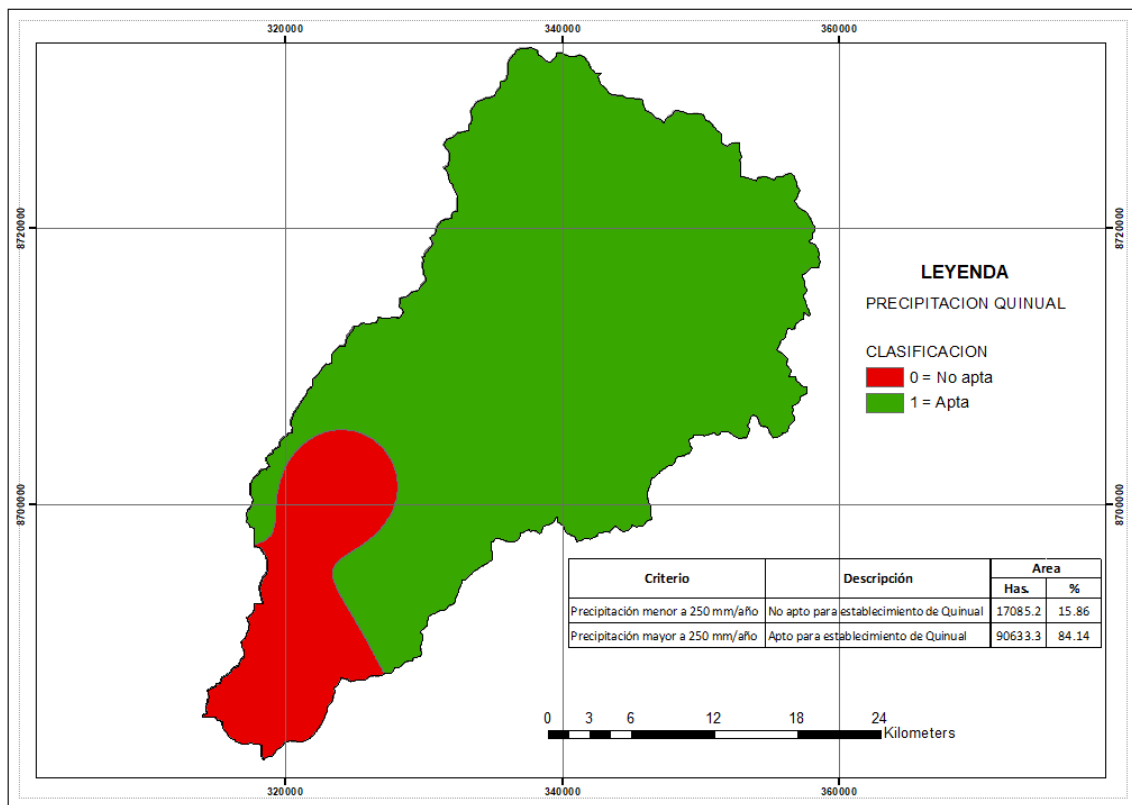 320000 340000 360000
8720000 8720000
LEYENDA
PRECIPITACION QUINUAL
CLASIFICACION
0 = No apta
1 = Apta
8700000 8700000
Criterio Descripción Area
Has. %
Precipitación menor a 250 mm/año No apto para establecimiento de Quinual 17085.2 15.86
Precipitación mayor a 250 mm/año Apto para establecimiento de Quinual 90633.3 84.14
0 3 6 12 18 24
Kilometers
320000 340000 360000